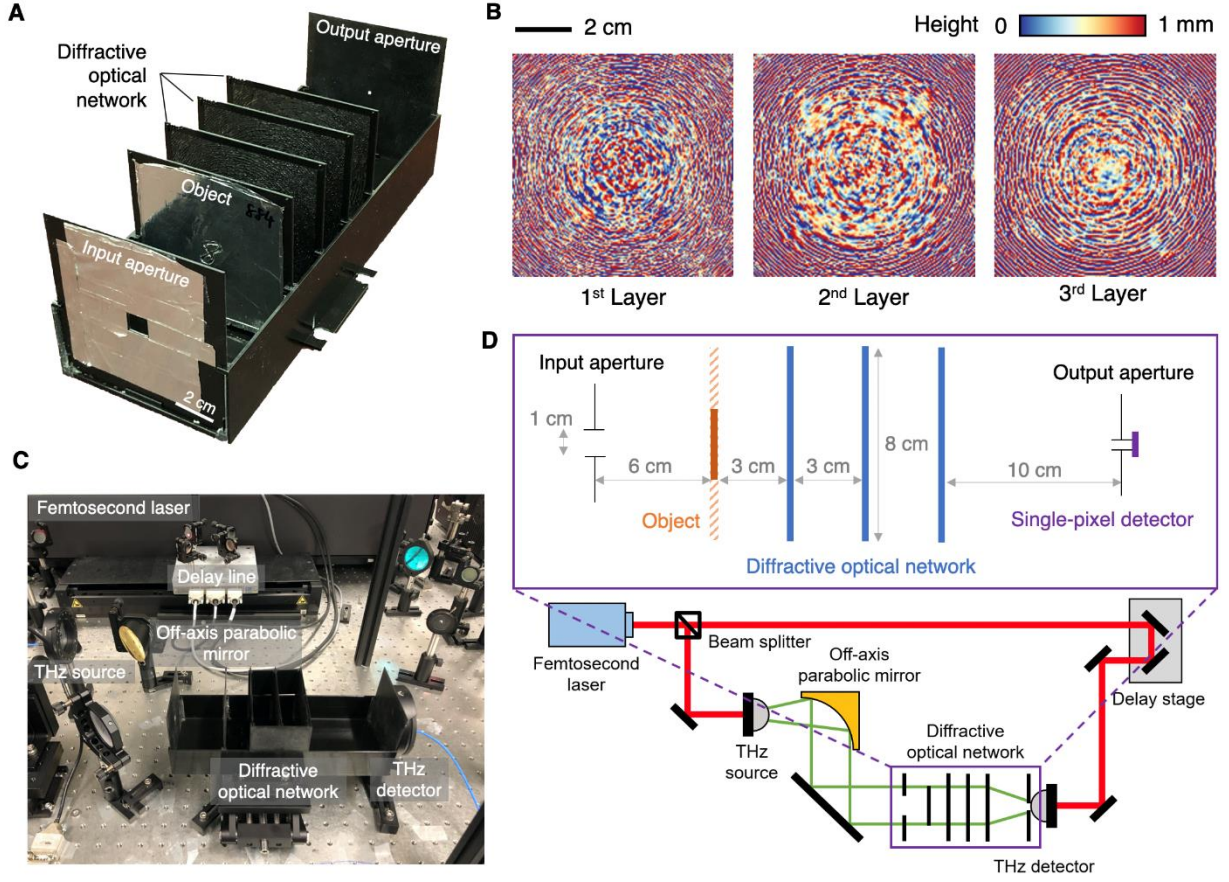 A
Output aperture
Diffractive
optical
network
Object
884
Input aperture
2 cm
B
2 cm
Height
0
1 mm
1st Layer
2nd Layer
3rd Layer
C
Femtosecond laser
Delay line
Off-axis parabolic
mirror
THz source
Diffractive
optical network
THz
detector
D
Input aperture
Output aperture
1 cm
8 cm
6 cm
3 cm
3 cm
10 cm
Object
Single-pixel detector
Diffractive optical network
Femtosecond
laser
Beam splitter
Off-axis
parabolic mirror
Delay stage
THz
source
Diffractive
optical network
THz detector